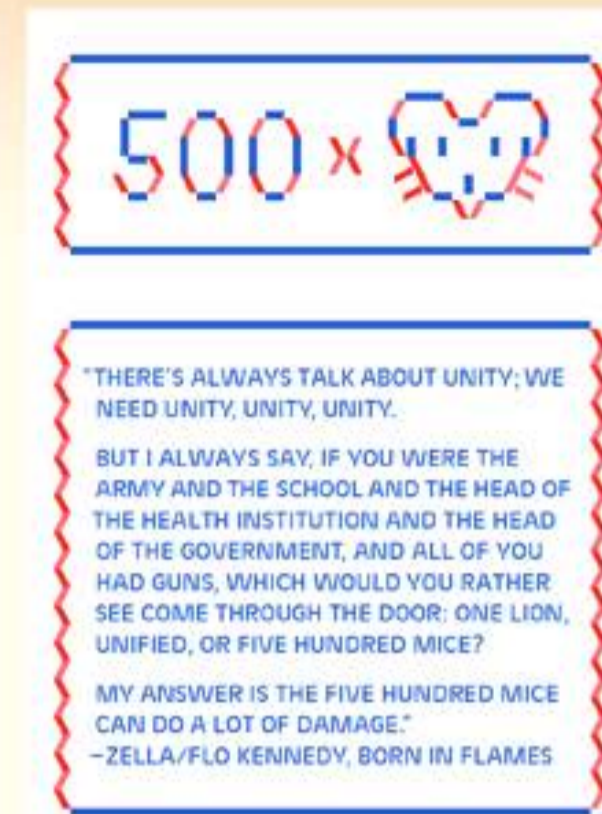 500 ×
"THERE'S ALWAYS TALK ABOUT UNITY; WE
NEED UNITY, UNITY, UNITY.
BUT I ALWAYS SAY, IF YOU WERE THE
ARMY AND THE SCHOOL AND THE HEAD OF
THE HEALTH INSTITUTION AND THE HEAD
OF THE GOVERNMENT, AND ALL OF YOU
HAD GUNS, WHICH WOULD YOU RATHER
SEE COME THROUGH THE DOOR: ONE LION,
UNIFIED, OR FIVE HUNDRED MICE?
MY ANSWER IS THE FIVE HUNDRED MICE
CAN DO A LOT OF DAMAGE."
–ZELLA/FLO KENNEDY, BORN IN FLAMES